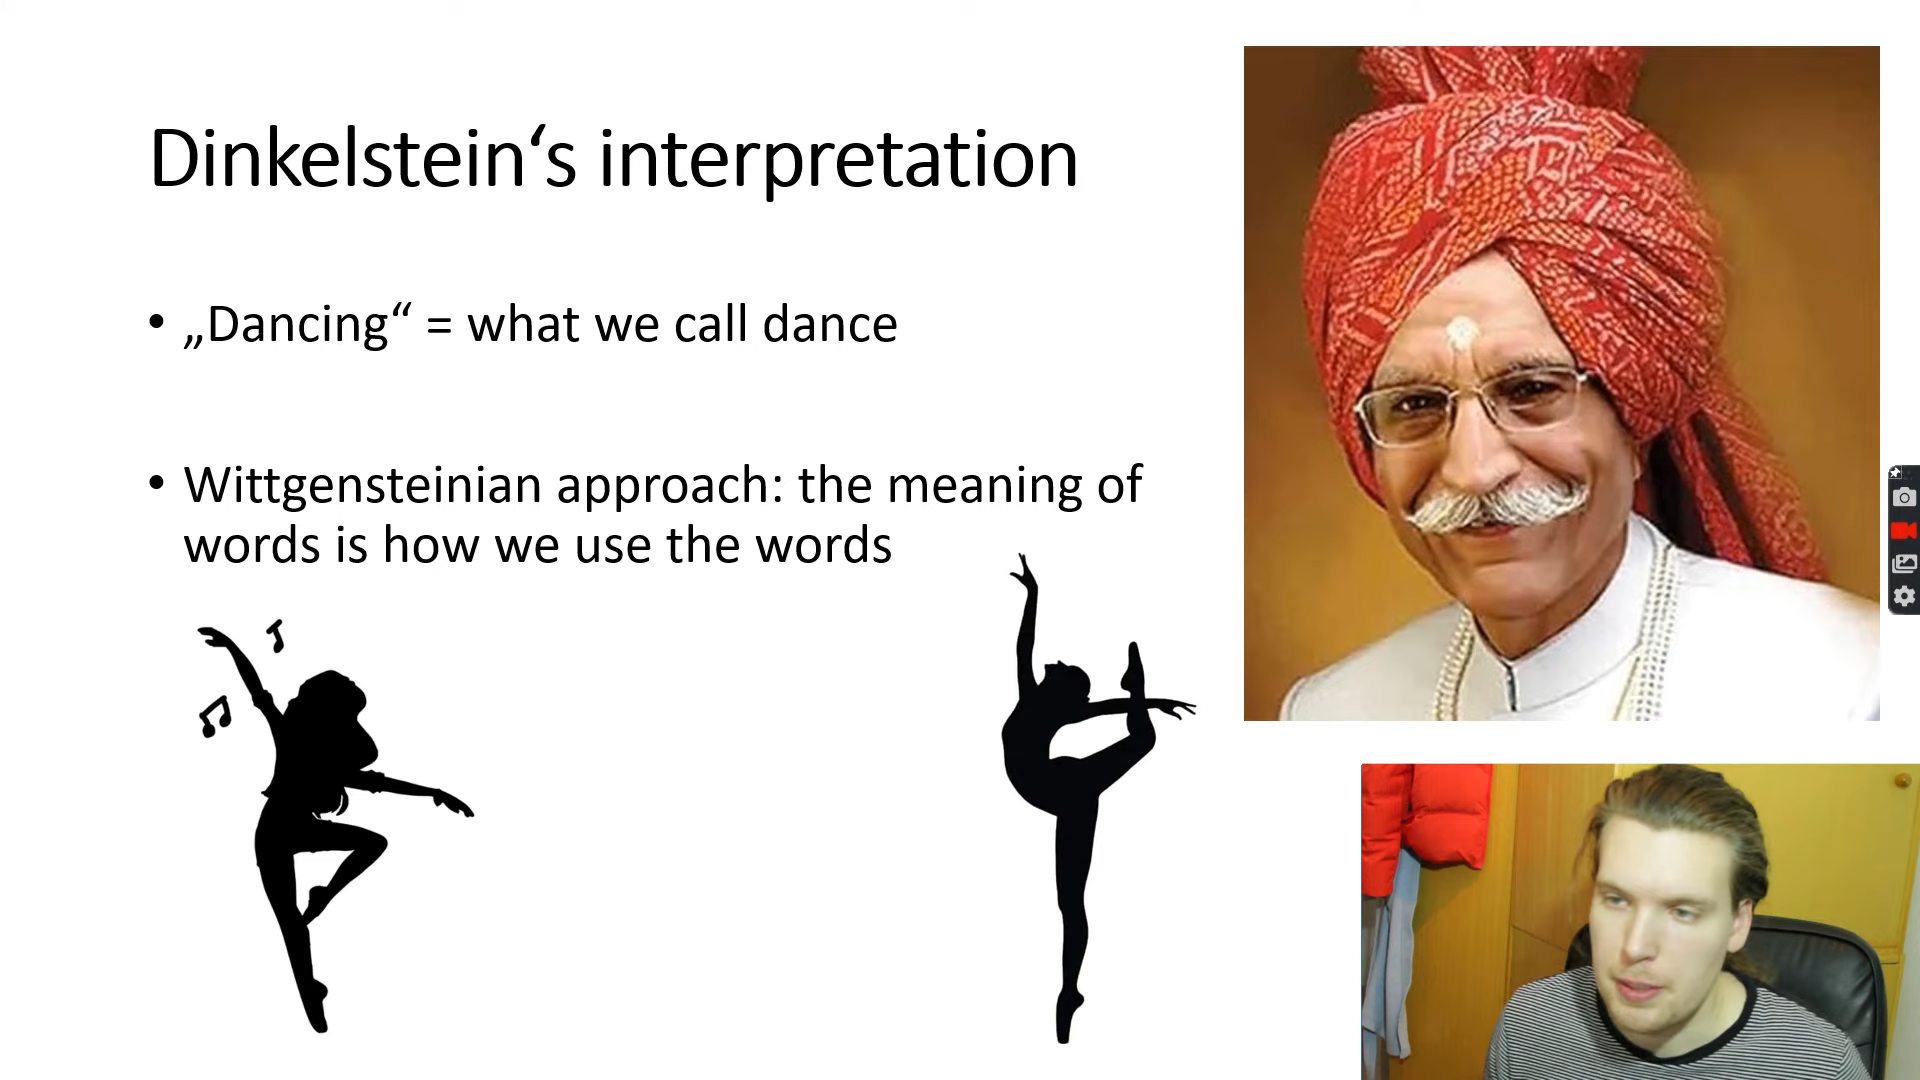 Dinkelstein‘s interpretation
• „Dancing“ = what we call dance
• Wittgensteinian approach: the meaning of
words is how we use the words